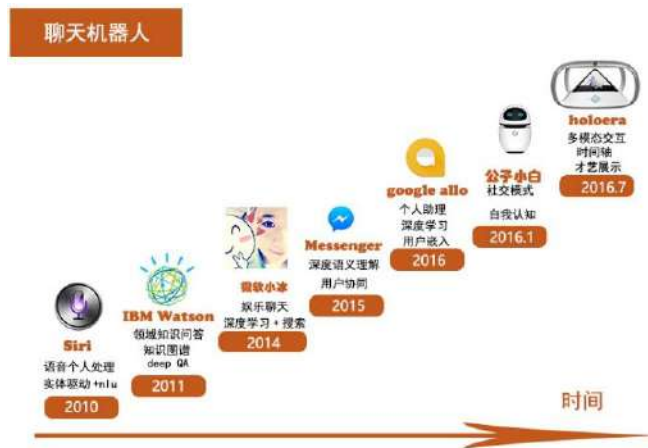 聊天机器人
holoera
多模态交互
时间轴
才艺展示
2016.7
公子小白
社交模式
自我认知
2016.1
google allo
个人助理
深度学习
用户嵌入
2016
Messenger
深度语义理解
用户协同
2015
微软小冰
娱乐聊天
深度学习+搜索
2014
IBM Watson
领域知识问答
知识图谱
deep QA
2011
Siri
语音个人处理
实体驱动+nlu
2010
时间